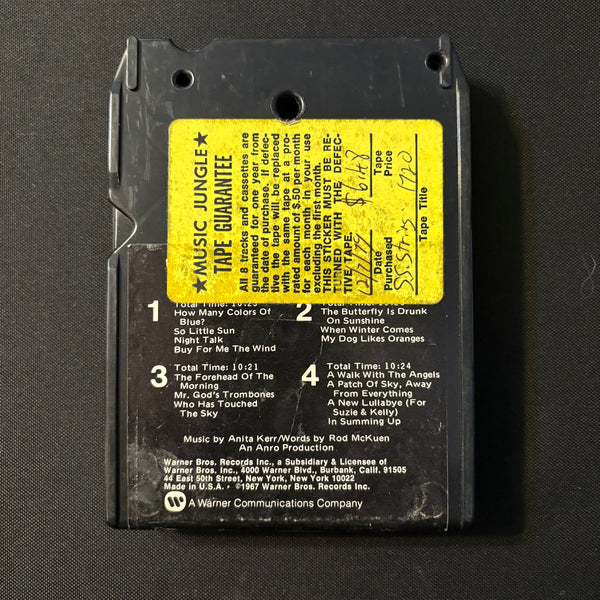 ★MUSIC JUNGLE★
TAPE GUARANTEE
All 8 tracks and cassettes are
guaranteed for one year from
the date of purchase. If defec-
tive the tape will be replaced
with the same tape at a pro-
rated amount of $.50 per month
for each month in your use
excluding the first month.
THIS STICKER MUST BE RE-
TURNED WITH THE DEFEC-
TIVE TAPE.
$6.48
Date
Purchased
Tape
Price
Tape Title
1
Total Time: 10:23
How Many Colors Of
Blue?
So Little Sun
Night Talk
Buy For Me The Wind
2
Total Time:
The Butterfly Is Drunk
On Sunshine
When Winter Comes
My Dog Likes Oranges
3
Total Time: 10:21
The Forehead Of The
Morning
Mr. God's Trombones
Who Has Touched
The Sky
4
Total Time: 10:24
A Walk With The Angels
A Patch Of Sky, Away
From Everything
A New Lullabye (For
Suzie & Kelly)
In Summing Up
Music by Anita Kerr/Words by Rod McKuen
An Anro Production
Warner Bros. Records Inc., a Subsidiary & Licensee of
Warner Bros. Inc., 4000 Warner Blvd., Burbank, Calif. 91505
44 East 50th Street, New York, New York 10022
Made in U.S.A. • ©1967 Warner Bros. Records Inc.
A Warner Communications Company